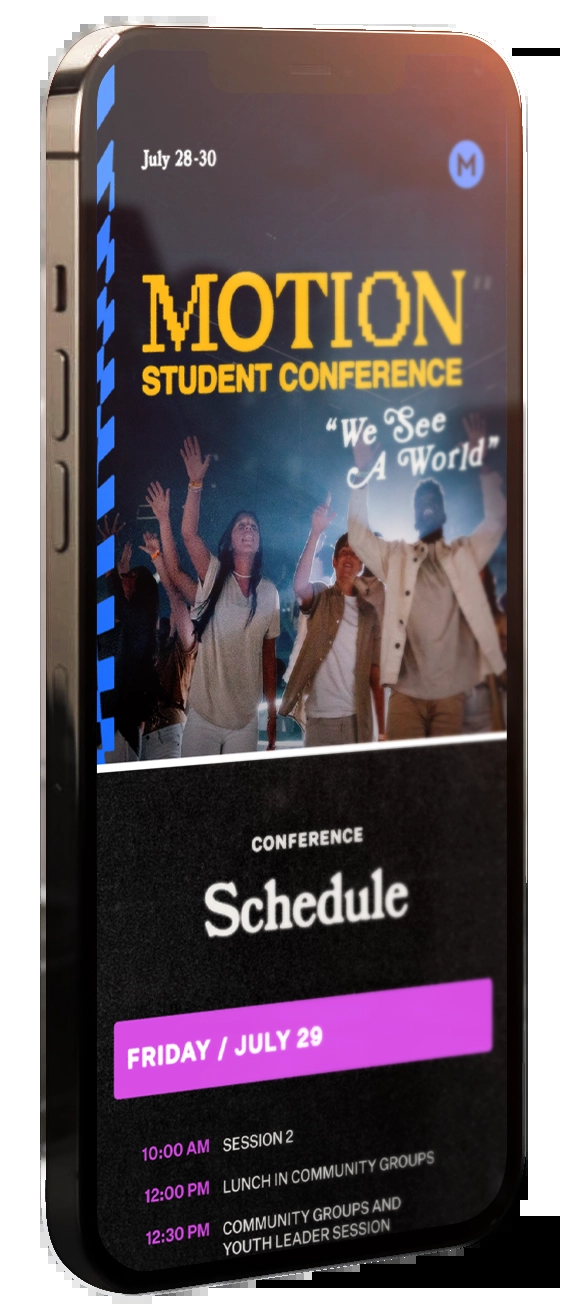 July 28-30
M
MOTION
STUDENT CONFERENCE
“We See
A World”
CONFERENCE
Schedule
FRIDAY / JULY 29
10:00 AM SESSION 2
12:00 PM LUNCH IN COMMUNITY GROUPS
12:30 PM COMMUNITY GROUPS AND
YOUTH LEADER SESSION